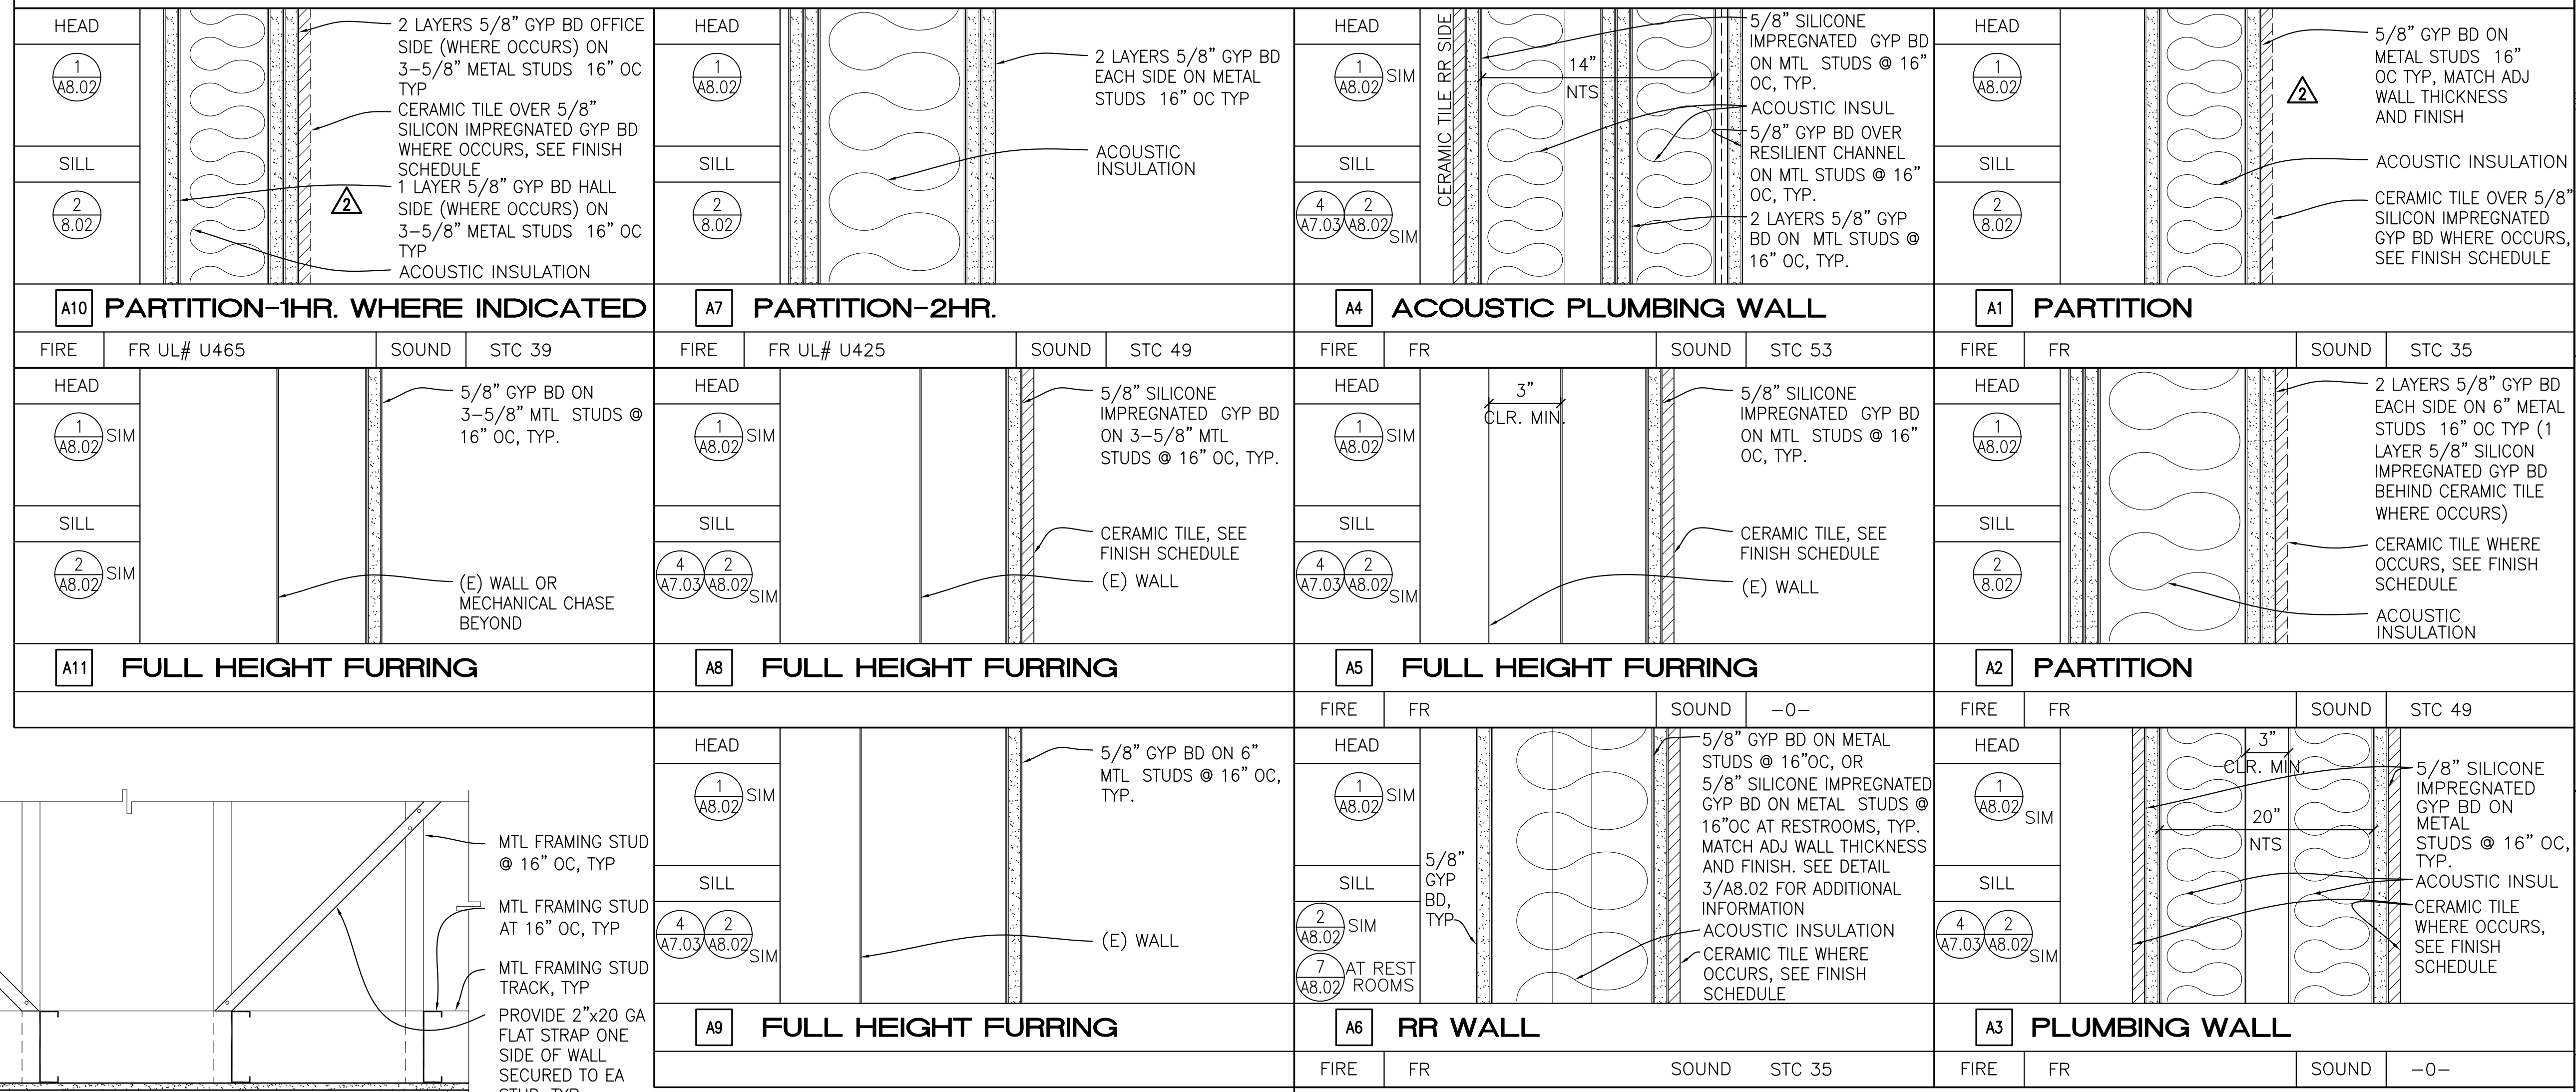 HEAD
1
A8.02
SILL
2
8.02
2 LAYERS 5/8" GYP BD OFFICE
SIDE (WHERE OCCURS) ON
3-5/8" METAL STUDS 16" OC
TYP
CERAMIC TILE OVER 5/8"
SILICON IMPREGNATED GYP BD
WHERE OCCURS, SEE FINISH
SCHEDULE
1 LAYER 5/8" GYP BD HALL
SIDE (WHERE OCCURS) ON
3-5/8" METAL STUDS 16" OC
TYP
2
ACOUSTIC INSULATION
A10 PARTITION-1HR. WHERE INDICATED
FIRE FR UL# U465 SOUND STC 39
HEAD
1
A8.02
SILL
2
8.02
2 LAYERS 5/8" GYP BD
EACH SIDE ON METAL
STUDS 16" OC TYP
ACOUSTIC
INSULATION
A7 PARTITION-2HR.
FIRE FR UL# U425 SOUND STC 49
HEAD
1
A8.02 SIM
SILL
4 2
A7.03 A8.02
SIM
CERAMIC TILE RR SIDE
14"
NTS
5/8" SILICONE
IMPREGNATED GYP BD
ON MTL STUDS @ 16"
OC, TYP.
ACOUSTIC INSUL
5/8" GYP BD OVER
RESILIENT CHANNEL
ON MTL STUDS @ 16"
OC, TYP.
2 LAYERS 5/8" GYP
BD ON MTL STUDS @
16" OC, TYP.
A4 ACOUSTIC PLUMBING WALL
FIRE FR SOUND STC 53
HEAD
1
A8.02
SILL
2
8.02
5/8" GYP BD ON
METAL STUDS 16"
OC TYP, MATCH ADJ
WALL THICKNESS
AND FINISH
2
ACOUSTIC INSULATION
CERAMIC TILE OVER 5/8"
SILICON IMPREGNATED
GYP BD WHERE OCCURS,
SEE FINISH SCHEDULE
A1 PARTITION
FIRE FR SOUND STC 35
HEAD
1
A8.02 SIM
SILL
2
A8.02 SIM
5/8" GYP BD ON
3-5/8" MTL STUDS @
16" OC, TYP.
(E) WALL OR
MECHANICAL CHASE
BEYOND
A11 FULL HEIGHT FURRING
HEAD
1
A8.02 SIM
SILL
4 2
A7.03 A8.02
SIM
5/8" SILICONE
IMPREGNATED GYP BD
ON 3-5/8" MTL
STUDS @ 16" OC, TYP.
CERAMIC TILE, SEE
FINISH SCHEDULE
(E) WALL
A8 FULL HEIGHT FURRING
HEAD
1
A8.02 SIM
SILL
4 2
A7.03 A8.02
SIM
3"
CLR. MIN.
5/8" SILICONE
IMPREGNATED GYP BD
ON MTL STUDS @ 16"
OC, TYP.
CERAMIC TILE, SEE
FINISH SCHEDULE
(E) WALL
A5 FULL HEIGHT FURRING
FIRE FR SOUND -0-
HEAD
1
A8.02
SILL
2
8.02
2 LAYERS 5/8" GYP BD
EACH SIDE ON 6" METAL
STUDS 16" OC TYP (1
LAYER 5/8" SILICON
IMPREGNATED GYP BD
BEHIND CERAMIC TILE
WHERE OCCURS)
CERAMIC TILE WHERE
OCCURS, SEE FINISH
SCHEDULE
ACOUSTIC
INSULATION
A2 PARTITION
FIRE FR SOUND STC 49
MTL FRAMING STUD
@ 16" OC, TYP
MTL FRAMING STUD
AT 16" OC, TYP
MTL FRAMING STUD
TRACK, TYP
PROVIDE 2"x20 GA
FLAT STRAP ONE
SIDE OF WALL
SECURED TO EA
STUD, TYP
HEAD
1
A8.02 SIM
SILL
4 2
A7.03 A8.02
SIM
5/8" GYP BD ON 6"
MTL STUDS @ 16" OC,
TYP.
(E) WALL
A9 FULL HEIGHT FURRING
HEAD
1
A8.02 SIM
SILL
2
A8.02 SIM
7
A8.02 AT REST
ROOMS
5/8"
GYP
BD,
TYP
5/8" GYP BD ON METAL
STUDS @ 16"OC, OR
5/8" SILICONE IMPREGNATED
GYP BD ON METAL STUDS @
16"OC AT RESTROOMS, TYP.
MATCH ADJ WALL THICKNESS
AND FINISH. SEE DETAIL
3/A8.02 FOR ADDITIONAL
INFORMATION
ACOUSTIC INSULATION
CERAMIC TILE WHERE
OCCURS, SEE FINISH
SCHEDULE
A6 RR WALL
FIRE FR SOUND STC 35
HEAD
1
A8.02
SIM
SILL
4 2
A7.03 A8.02
SIM
3"
CLR. MIN.
20"
NTS
5/8" SILICONE
IMPREGNATED
GYP BD ON
METAL
STUDS @ 16" OC,
TYP.
ACOUSTIC INSUL
CERAMIC TILE
WHERE OCCURS,
SEE FINISH
SCHEDULE
A3 PLUMBING WALL
FIRE FR SOUND -0-